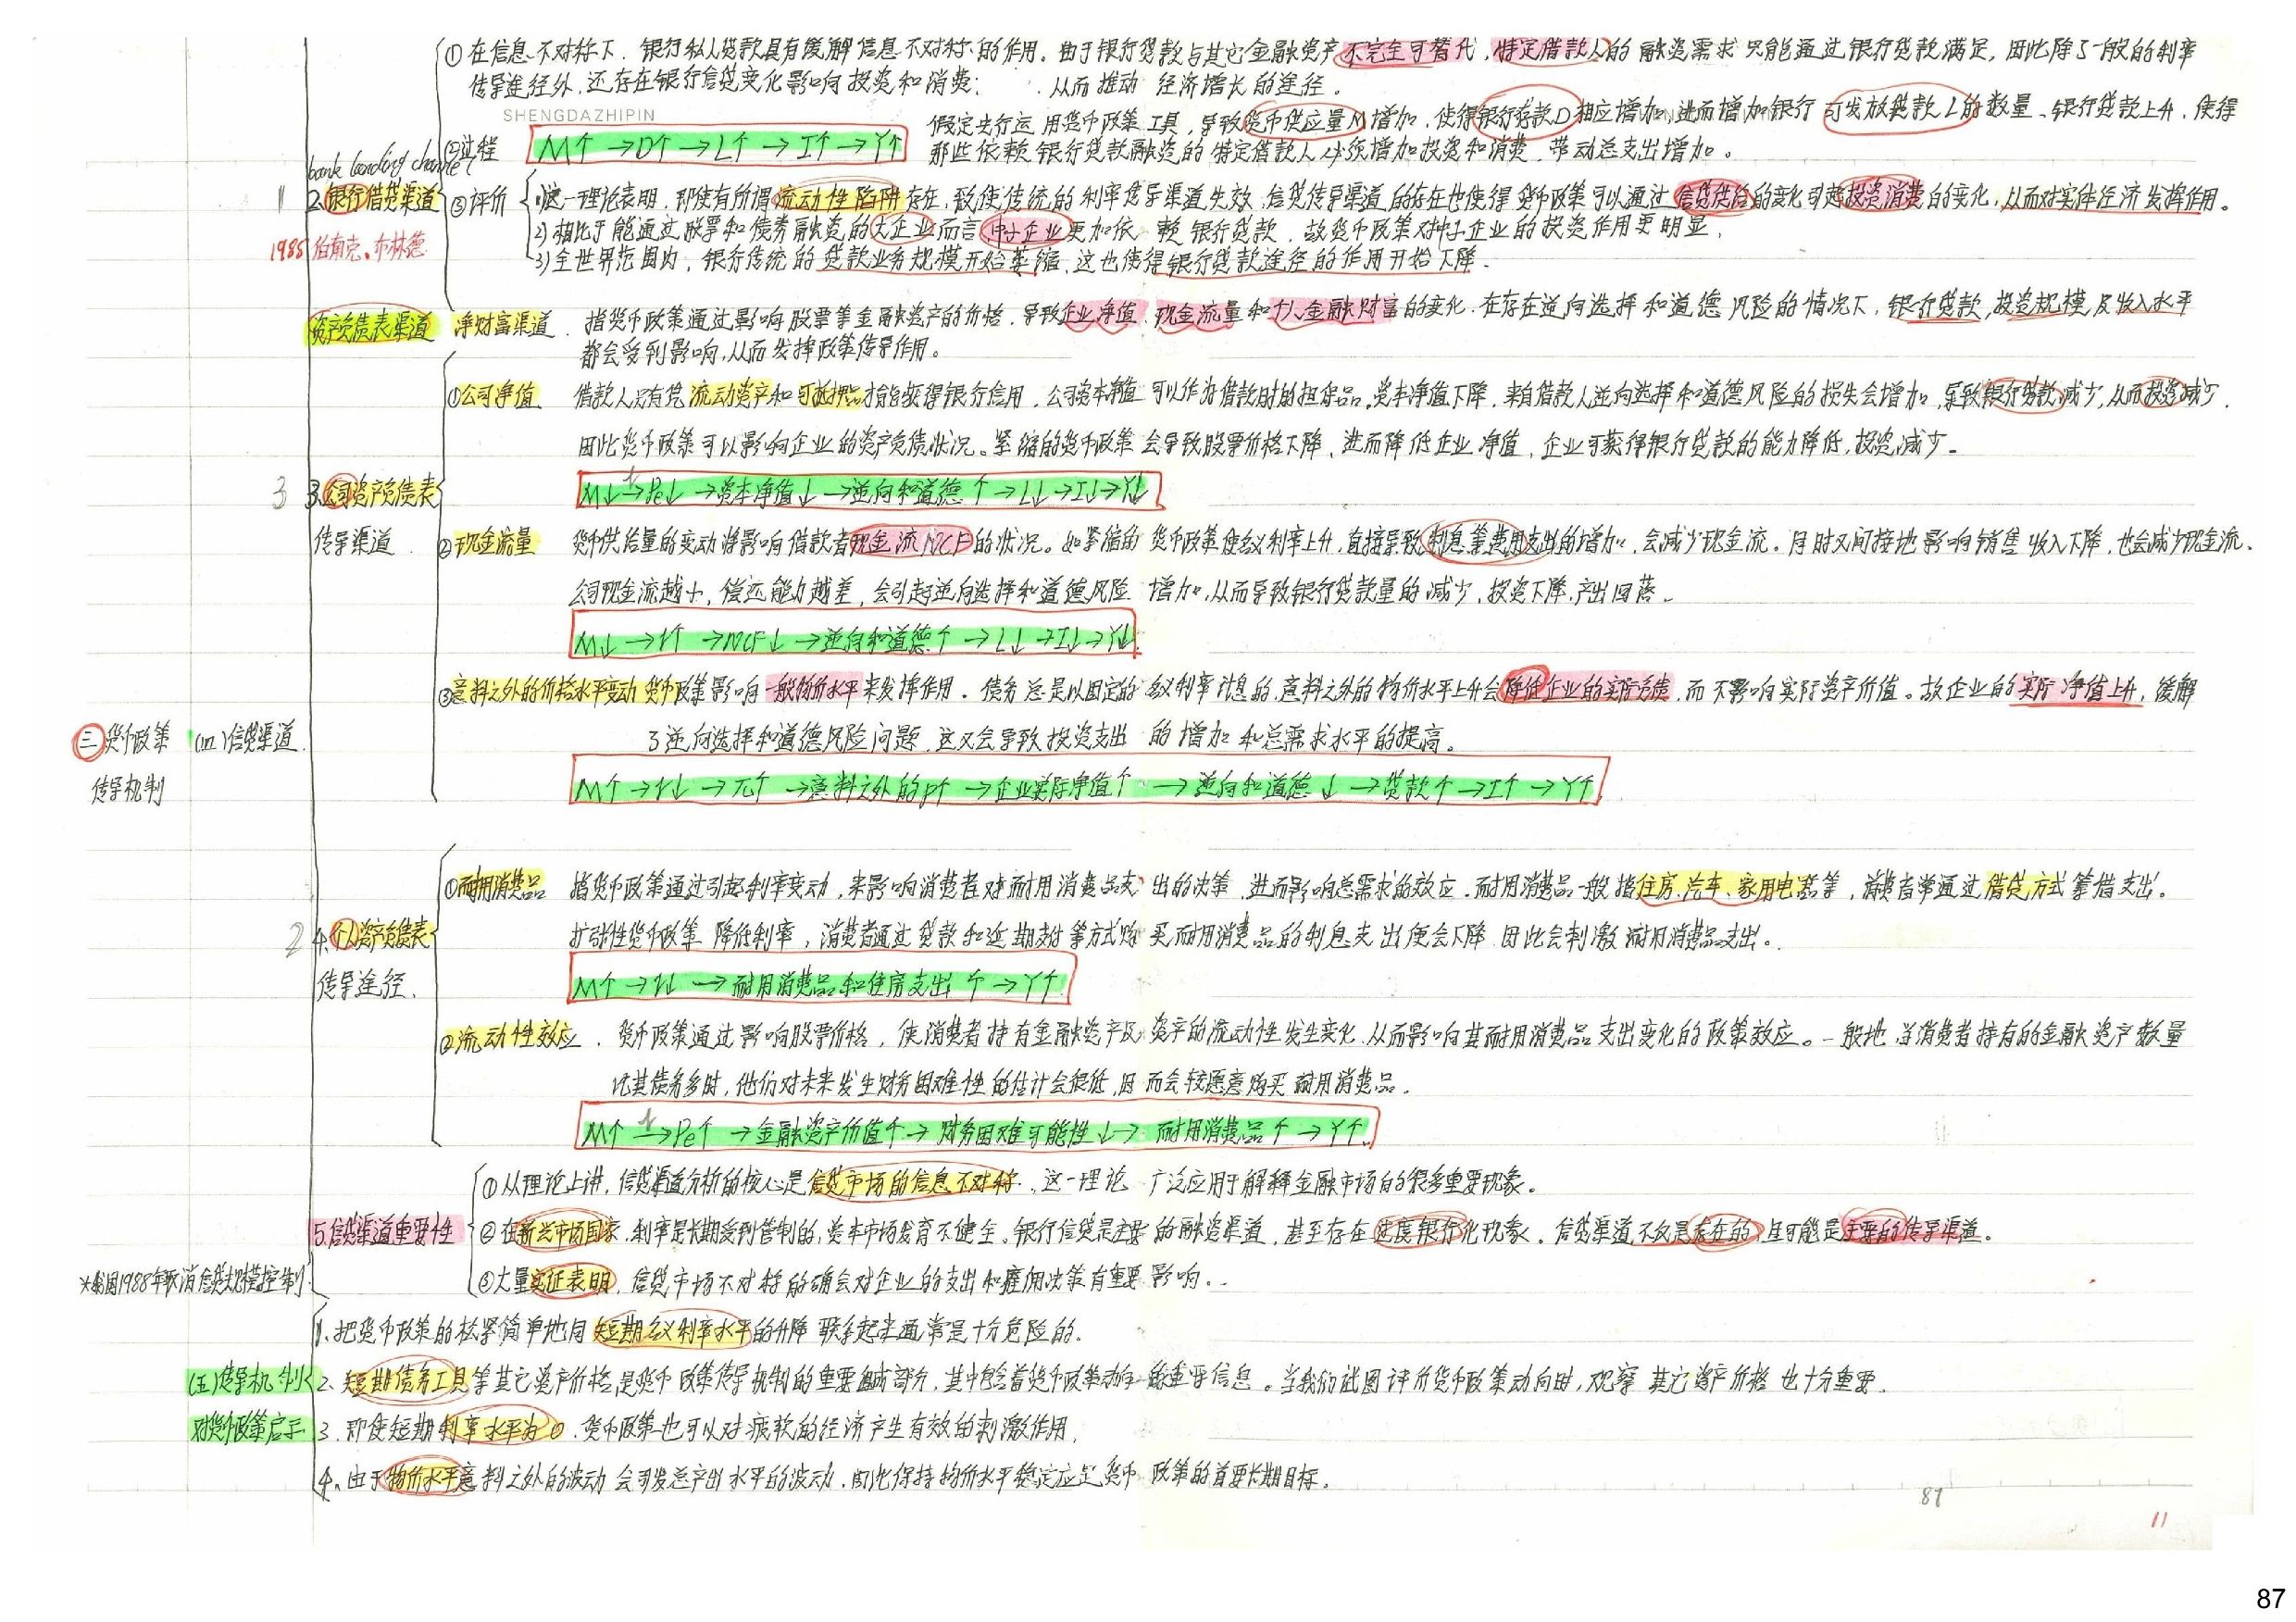 ① 在信息不对称下，银行私人贷款具有缓解信息不对称的作用。由于银行贷款与其它金融资产不完全可替代，特定借款人的融资需求只能通过银行贷款满足，因此除了一般的利率
传导途径外，还存在银行信贷变化影响投资和消费； 从而推动 经济增长的途径。
SHENGDAZHIPIN
假定央行运用货币政策工具，导致货币供应量M增加，使得银行存款D相应增加，进而增加银行可发放贷款L的数量、银行贷款上升，使得
②过程 M↑→D↑→L↑→I↑→Y↑ 那些依赖银行贷款融资的特定借款人必须增加投资和消费，带动总支出增加。
bank lending channel
1 2.银行借贷渠道 ③评价 1)这一理论表明，即使有所谓流动性陷阱存在，致使传统的利率传导渠道失效，信贷传导渠道的存在也使得货币政策可以通过信贷供给的变化引起投资消费的变化，从而对实体经济发挥作用。
2)相比于能通过股票和债券融资的大企业而言，中小企业更加依赖银行贷款，故货币政策对中小企业的投资作用更明显。
1985 伯南克、布林德
3)全世界范围内，银行传统的贷款业务规模开始萎缩，这也使得银行贷款途径的作用开始下降。
资产负债表渠道 净财富渠道．指货币政策通过影响股票等金融资产的价格，导致企业净值、现金流量和个人金融财富的变化，在存在逆向选择和道德风险的情况下，银行贷款，投资规模及收入水平
都会受到影响，从而发挥政策传导作用。
①公司净值 借款人只有凭流动资产和可抵押品才能获得银行信用，公司资本净值可以作为借款时的担保品。资本净值下降，来自借款人逆向选择和道德风险的损失会增加，导致银行贷款减少，从而投资减少。
因此货币政策可以影响企业的资产负债状况。紧缩的货币政策会导致股票价格下降，进而降低企业净值，企业可获得银行贷款的能力降低，投资减少。
3 3.公司资产负债表 M↓→Pe↓→资本净值↓→逆向和道德↑→L↓→I↓→Y↓
传导渠道． ②现金流量 货币供给量的变动将影响借款者现金流NCF的状况。如紧缩的货币政策使名义利率上升，直接导致利息等费用支出的增加，会减少现金流。同时又间接地影响销售收入下降，也会减少现金流、
公司现金流越少，偿还能力越差，会引起逆向选择和道德风险增加，从而导致银行贷款量的减少，投资下降，产出回落。
M↓→r↑→NCF↓→逆向和道德↑→L↓→I↓→Y↓
③意料之外的价格水平变动 货币政策影响一般物价水平来发挥作用．债务总是以固定的名义利率计息的，意料之外的物价水平上升会降低企业的实际负债，而不影响实际资产价值。故企业的实际净值上升，缓解
了逆向选择和道德风险问题．这又会导致投资支出的增加和总需求水平的提高。
㊂货币政策 (四)信贷渠道．
传导机制
M↑→r↓→π↑→意料之外的p↑→企业实际净值↑→逆向和道德↓→贷款↑→I↑→Y↑
①耐用消费品 指货币政策通过引起利率变动，来影响消费者对耐用消费品支出的决策，进而影响总需求的效应．耐用消费品一般指住房、汽车、家用电器等，消费者常通过借贷方式筹借支出。
2 4.个人资产负债表 扩张性货币政策降低利率，消费者通过贷款和延期支付等方式购买耐用消费品的利息支出便会下降，因此会刺激耐用消费品支出。
传导途径． M↑→r↓→耐用消费品和住房支出↑→Y↑
②流动性效应．货币政策通过影响股票价格，使消费者持有金融资产及资产的流动性发生变化，从而影响其耐用消费品支出变化的政策效应。一般地，当消费者持有的金融资产数量
比其债务多时，他们对未来发生财务困难性的估计会很低，因而会较愿意购买耐用消费品。
M↑→Pe↑→金融资产价值↑→财务困难可能性↓→耐用消费品↑→Y↑
①从理论上讲，信贷渠道分析的核心是信贷市场的信息不对称．这一理论广泛应用于解释金融市场的很多重要现象。
5.信贷渠道重要性 ②在新兴市场国家，利率是长期受到管制的，资本市场发育不健全，银行信贷是主要的融资渠道，甚至存在过度银行化现象。信贷渠道不仅是存在的，且可能是主要的传导渠道。
*我国1988年取消信贷规模控制 ③大量实证表明，信贷市场不对称的确会对企业的支出和雇佣决策有重要影响。
1、把货币政策的松紧简单地同短期名义利率水平的升降联系起来通常是十分危险的．
(五)传导机制 2、短期债务工具等其它资产价格是货币政策传导机制的重要组成部分，其中包含着货币政策动向的重要信息。当我们试图评价货币政策动向时，观察其它资产价格也十分重要．
对货币政策启示 3、即使短期利率水平为0，货币政策也可以对疲软的经济产生有效的刺激作用．
4、由于物价水平意料之外的波动会引发总产出水平的波动，因此保持物价水平稳定应是货币政策的首要长期目标．
87
11
87